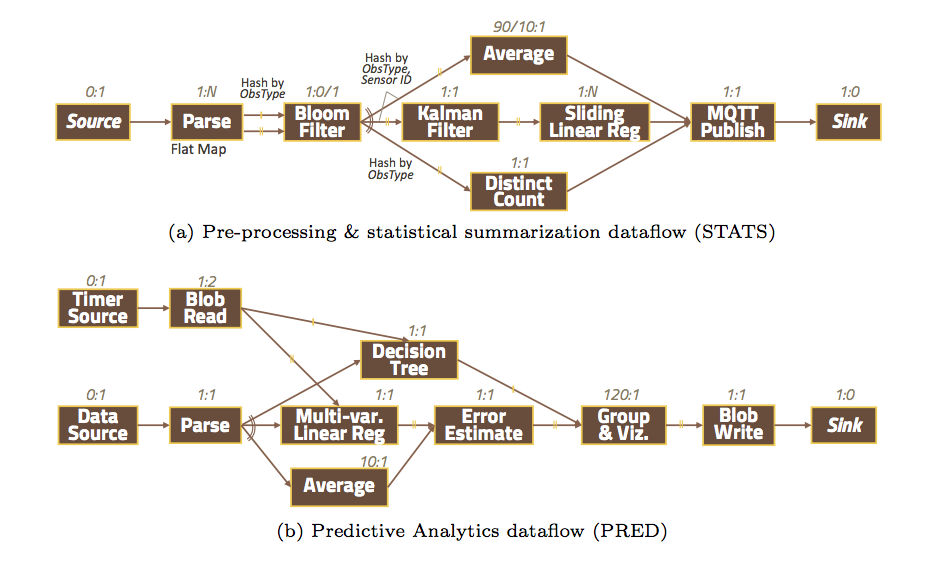 90/10:1
Average
Hash by
ObsType,
Sensor ID
0:1
Source
1:N
Parse
Flat Map
Hash by
ObsType
1:0/1
Bloom
Filter
1:1
Kalman
Filter
1:N
Sliding
Linear Reg
1:1
MQTT
Publish
1:0
Sink
Hash by
ObsType
1:1
Distinct
Count
(a) Pre-processing & statistical summarization dataflow (STATS)
0:1
Timer
Source
1:2
Blob
Read
1:1
Decision
Tree
0:1
Data
Source
1:1
Parse
1:1
Multi-var.
Linear Reg
1:1
Error
Estimate
120:1
Group
& Viz.
1:1
Blob
Write
1:0
Sink
10:1
Average
(b) Predictive Analytics dataflow (PRED)